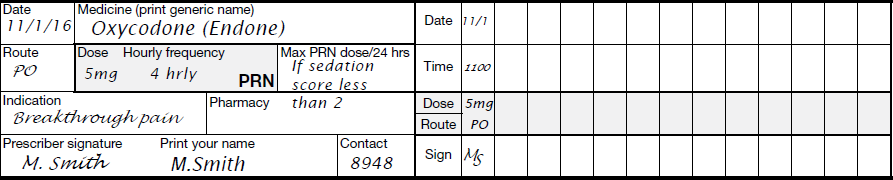 Date Medicine (print generic name)
11/1/16 Oxycodone (Endone)
Route Dose Hourly frequency Max PRN dose/24 hrs
PO 5mg 4 hrly PRN If sedation
score less
than 2
Indication Pharmacy
Breakthrough pain
Prescriber signature Print your name Contact
M. Smith M.Smith 8948
Date 11/1
Time 1100
Dose 5mg
Route PO
Sign MS